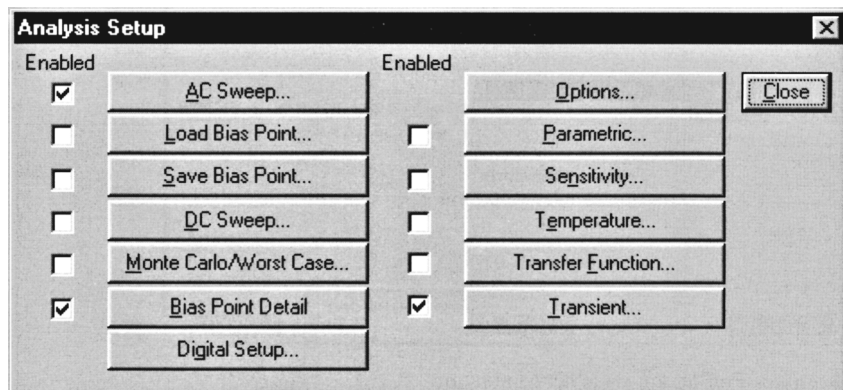 Analysis Setup
Enabled
AC Sweep...
Load Bias Point...
Save Bias Point...
DC Sweep...
Monte Carlo/Worst Case...
Bias Point Detail
Digital Setup...
Enabled
Options...
Parametric...
Sensitivity...
Temperature...
Transfer Function...
Transient...
Close